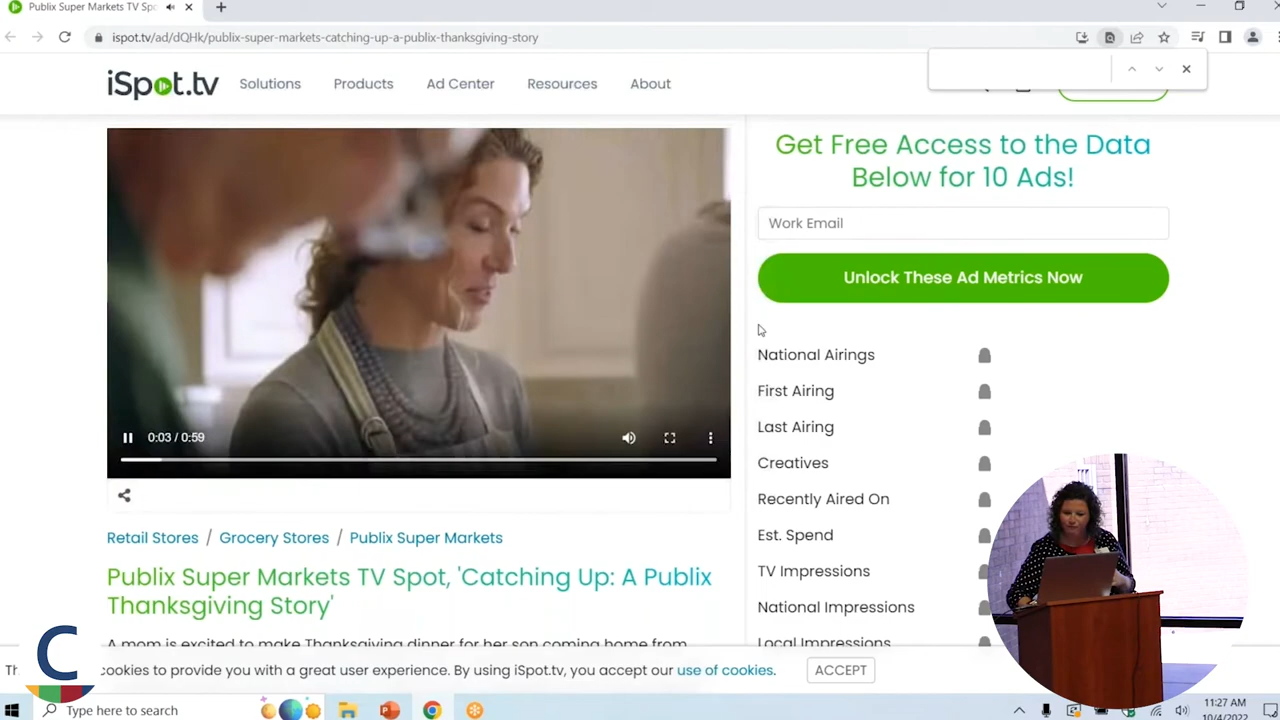 Publix Super Markets TV Spo
ispot.tv/ad/dQHk/publix-super-markets-catching-up-a-publix-thanksgiving-story
iSpot.tv
Solutions
Products
Ad Center
Resources
About
Get Free Access to the Data
Below for 10 Ads!
Work Email
Unlock These Ad Metrics Now
National Airings
First Airing
Last Airing
Creatives
Recently Aired On
Est. Spend
TV Impressions
National Impressions
Local Impressions
0:03 / 0:59
Retail Stores / Grocery Stores / Publix Super Markets
Publix Super Markets TV Spot, 'Catching Up: A Publix
Thanksgiving Story'
A mom is excited to make Thanksgiving dinner for her son coming home from
Th cookies to provide you with a great user experience. By using iSpot.tv, you accept our use of cookies.
ACCEPT
C
Type here to search
11:27 AM
10/4/2022